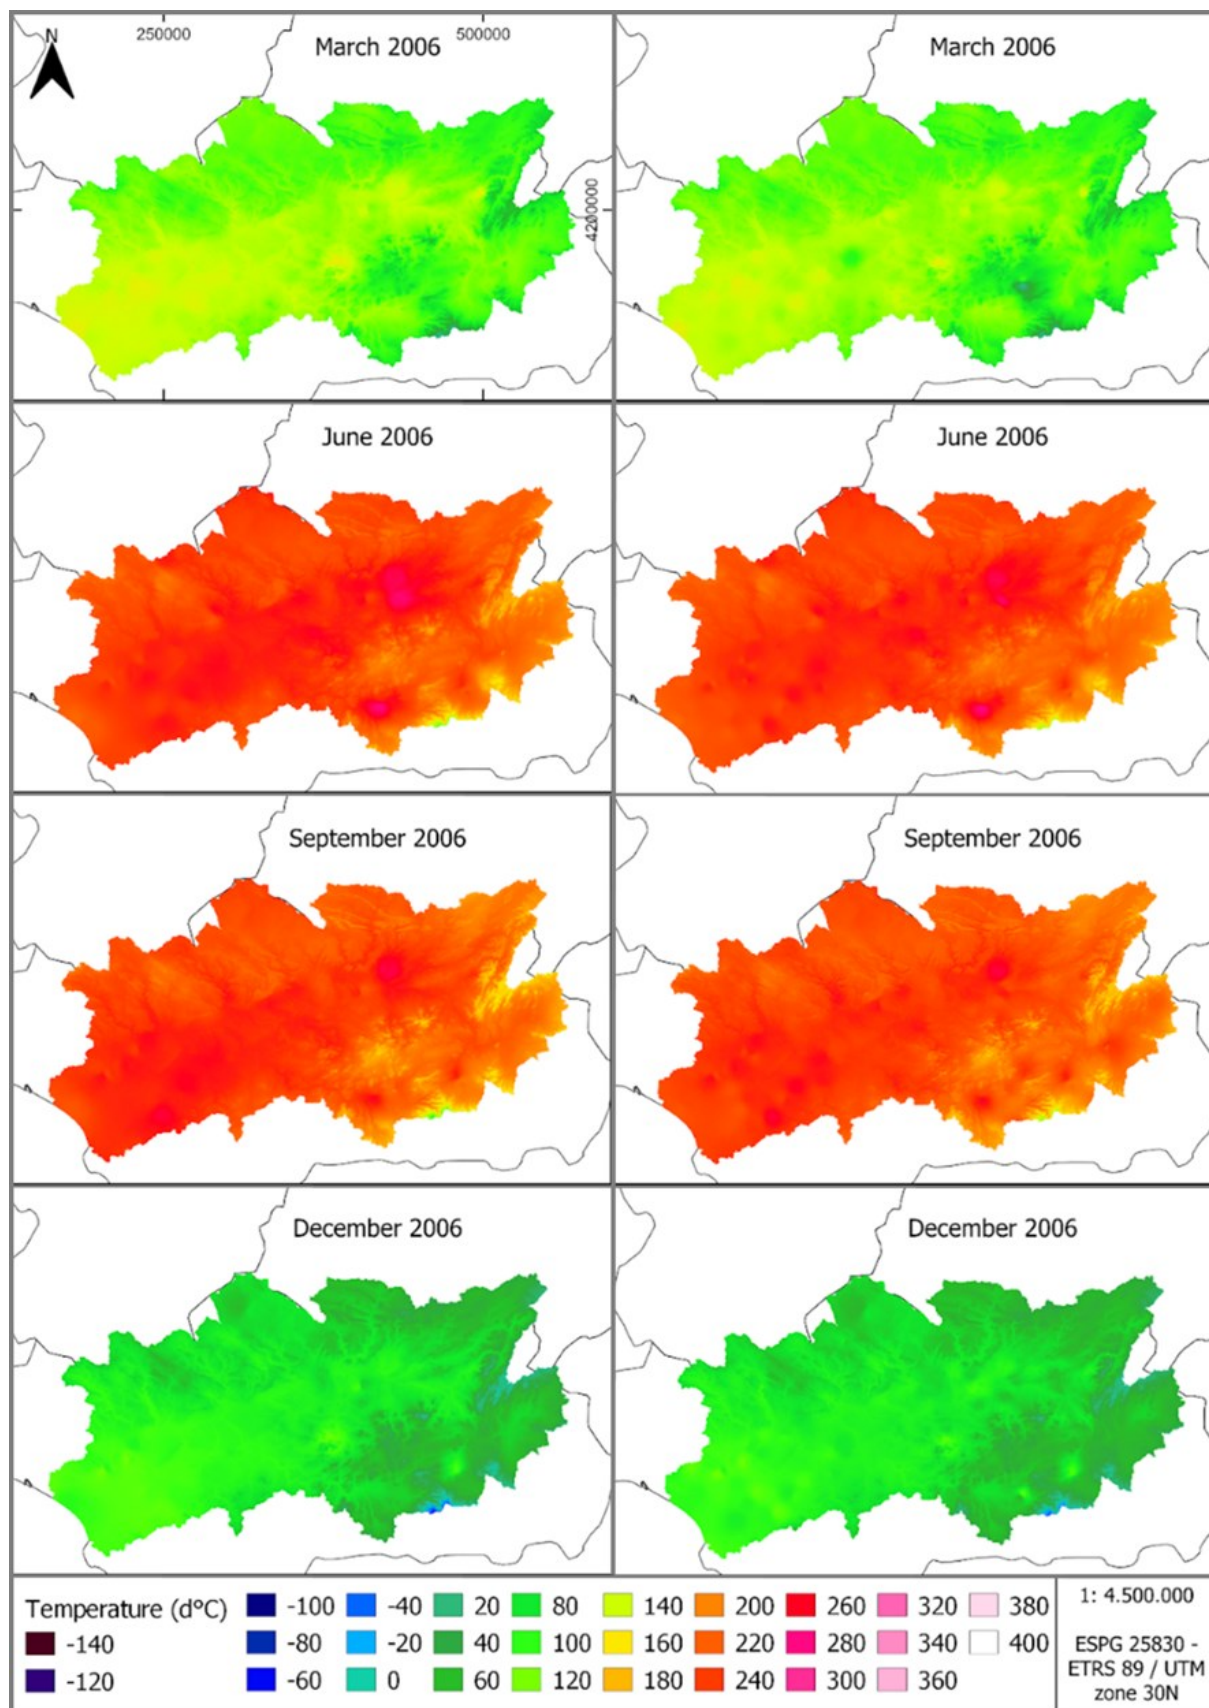 N
250000
500000
March 2006
March 2006
4200000
June 2006
June 2006
September 2006
September 2006
December 2006
December 2006
Temperature (d°C)
-140
-120
-100
-80
-60
-40
-20
0
20
40
60
80
100
120
140
160
180
200
220
240
260
280
300
320
340
360
380
400
1: 4.500.000
ESPG 25830 -
ETRS 89 / UTM
zone 30N